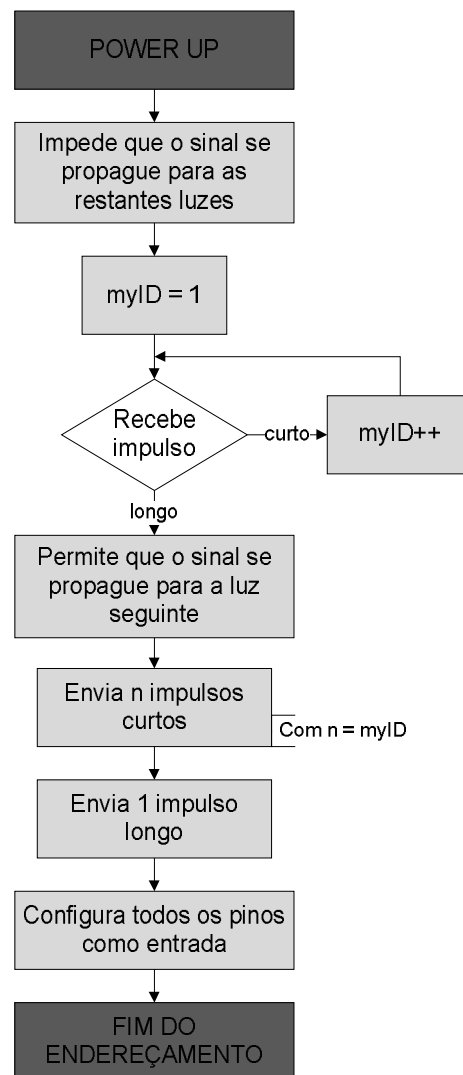 POWER UP
Impede que o sinal se
propague para as
restantes luzes
myID = 1
Recebe
impulso
curto
myID++
longo
Permite que o sinal se
propague para a luz
seguinte
Envia n impulsos
curtos
Com n = myID
Envia 1 impulso
longo
Configura todos os pinos
como entrada
FIM DO
ENDEREÇAMENTO